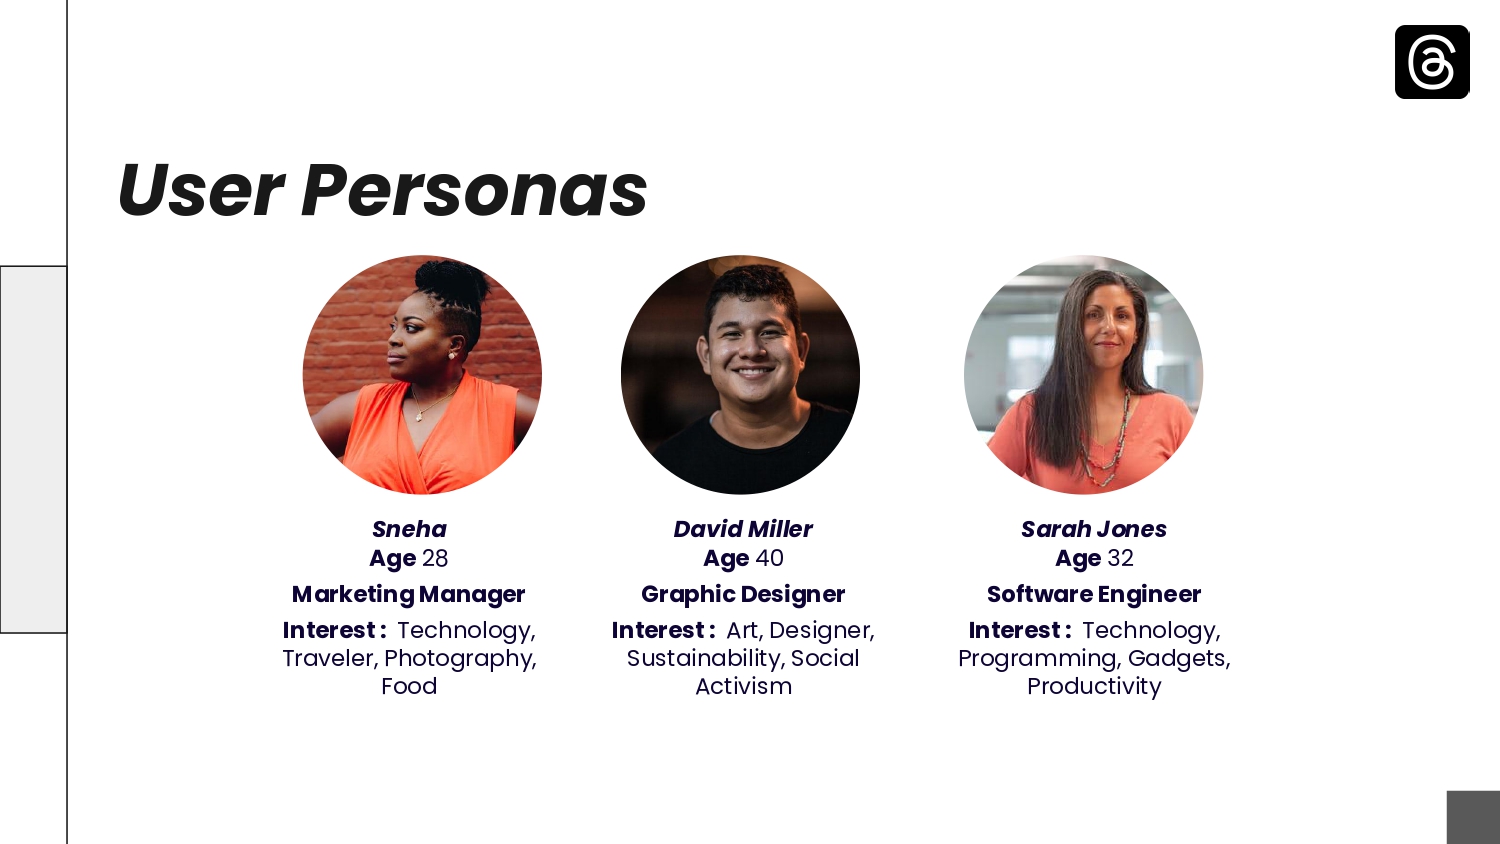 User Personas
Sneha
Age 28
Marketing Manager
Interest : Technology,
Traveler, Photography,
Food
David Miller
Age 40
Graphic Designer
Interest : Art, Designer,
Sustainability, Social
Activism
Sarah Jones
Age 32
Software Engineer
Interest : Technology,
Programming, Gadgets,
Productivity